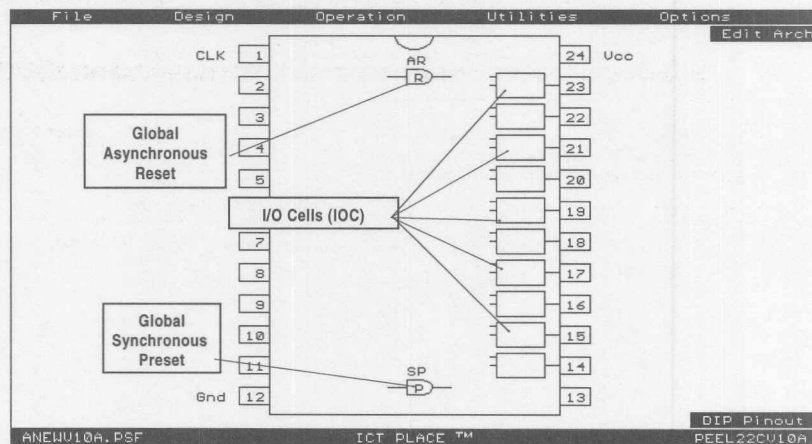 File Design Operation Utilities Options
Edit Arch
CLK 1 AR 24 Vcc
R
2 23
3 22
Global
Asynchronous
Reset
4 21
5 20
I/O Cells (IOC) 19
7 18
8 17
9 16
Global
Synchronous
Preset
10 15
11 SP 14
P
Gnd 12 13
DIP Pinout
ANEWV10A.PSF ICT PLACE ™ PEEL22CV10A